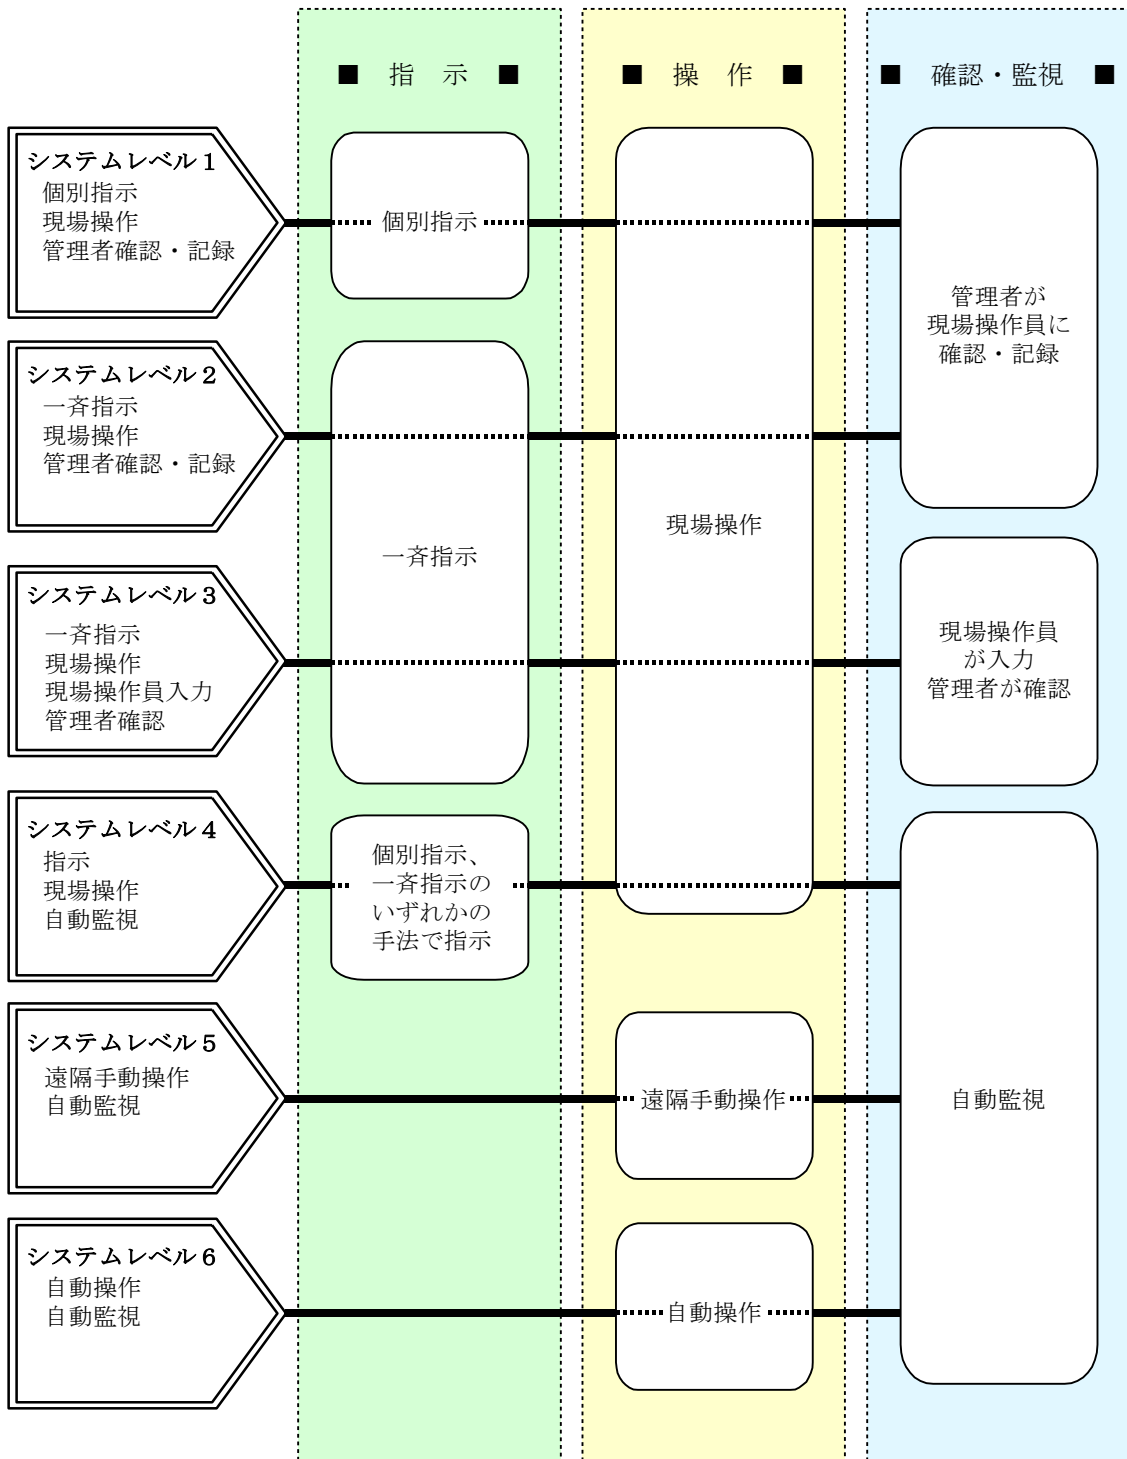 ■ 指 示 ■
■ 操 作 ■
■ 確認・監視 ■
システムレベル１
個別指示
現場操作
管理者確認・記録
個別指示
管理者が
現場操作員に
確認・記録
システムレベル２
一斉指示
現場操作
管理者確認・記録
一斉指示
現場操作
システムレベル３
一斉指示
現場操作
現場操作員入力
管理者確認
現場操作員
が入力
管理者が確認
システムレベル４
指示
現場操作
自動監視
個別指示、
一斉指示の
いずれかの
手法で指示
システムレベル５
遠隔手動操作
自動監視
遠隔手動操作
自動監視
システムレベル６
自動操作
自動監視
自動操作